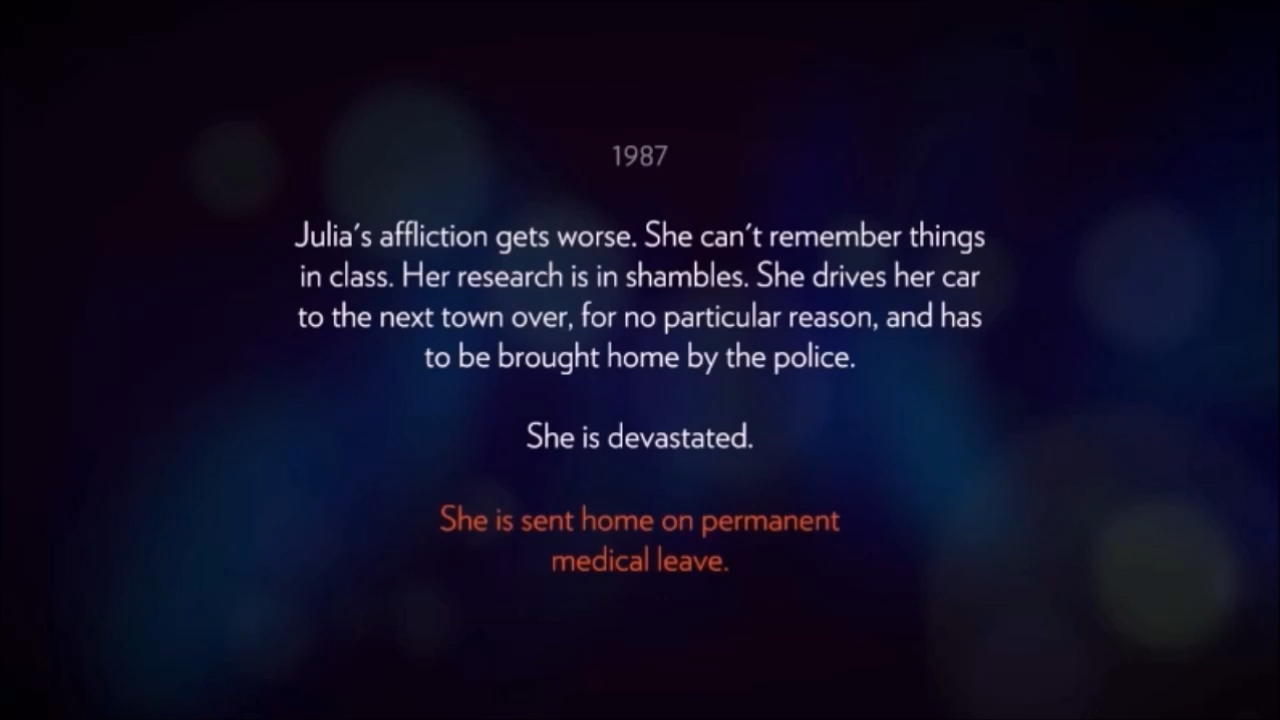 1987
Julia's affliction gets worse. She can't remember things
in class. Her research is in shambles. She drives her car
to the next town over, for no particular reason, and has
to be brought home by the police.
She is devastated.
She is sent home on permanent
medical leave.